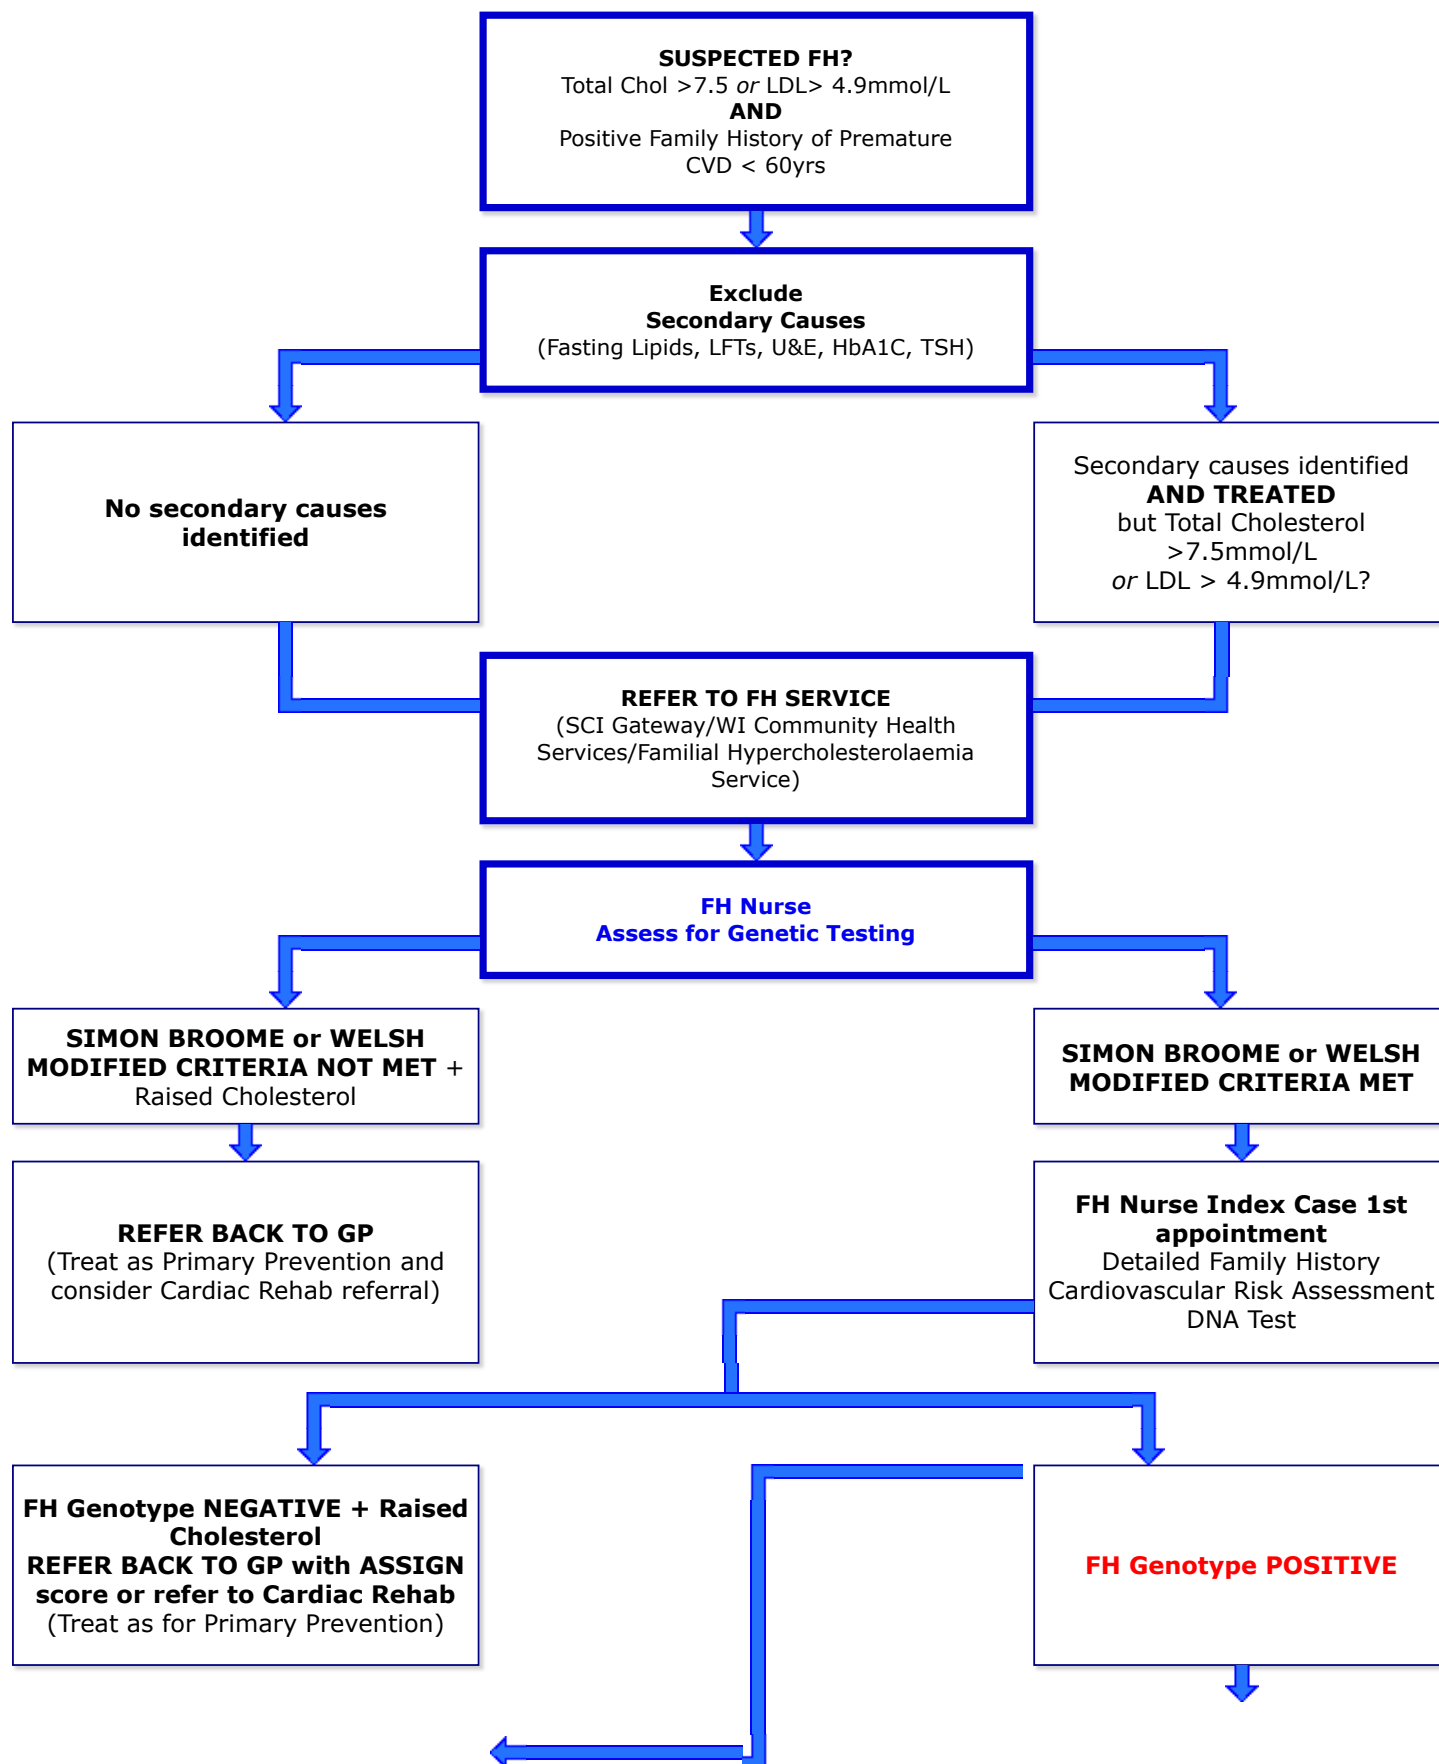 SUSPECTED FH?
Total Chol >7.5 or LDL> 4.9mmol/L
AND
Positive Family History of Premature
CVD < 60yrs
Exclude
Secondary Causes
(Fasting Lipids, LFTs, U&E, HbA1C, TSH)
No secondary causes
identified
Secondary causes identified
AND TREATED
but Total Cholesterol
>7.5mmol/L
or LDL > 4.9mmol/L?
REFER TO FH SERVICE
(SCI Gateway/WI Community Health
Services/Familial Hypercholesterolaemia
Service)
FH Nurse
Assess for Genetic Testing
SIMON BROOME or WELSH
MODIFIED CRITERIA NOT MET +
Raised Cholesterol
SIMON BROOME or WELSH
MODIFIED CRITERIA MET
REFER BACK TO GP
(Treat as Primary Prevention and
consider Cardiac Rehab referral)
FH Nurse Index Case 1st
appointment
Detailed Family History
Cardiovascular Risk Assessment
DNA Test
FH Genotype NEGATIVE + Raised
Cholesterol
REFER BACK TO GP with ASSIGN
score or refer to Cardiac Rehab
(Treat as for Primary Prevention)
FH Genotype POSITIVE